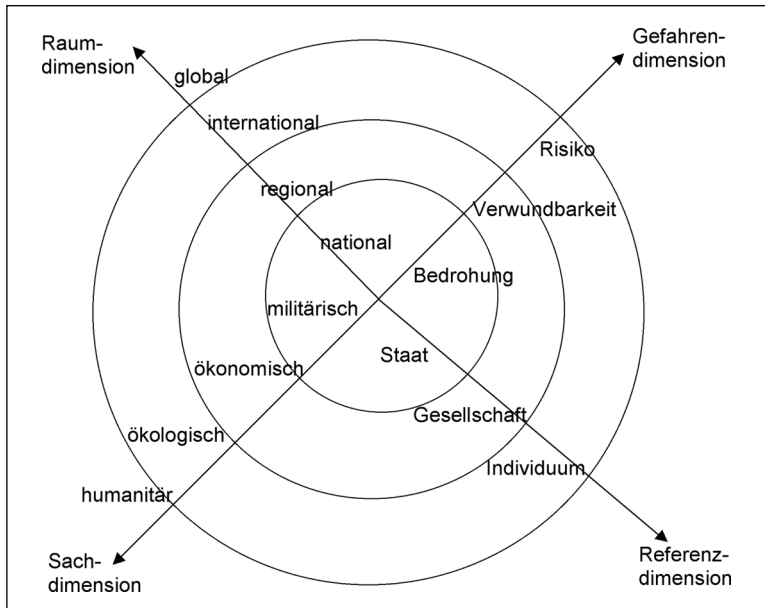 Raum-
dimension
Gefahren-
dimension
global
international
Risiko
regional
Verwundbarkeit
national
Bedrohung
militärisch
Staat
ökonomisch
Gesellschaft
ökologisch
Individuum
humanitär
Sach-
dimension
Referenz-
dimension